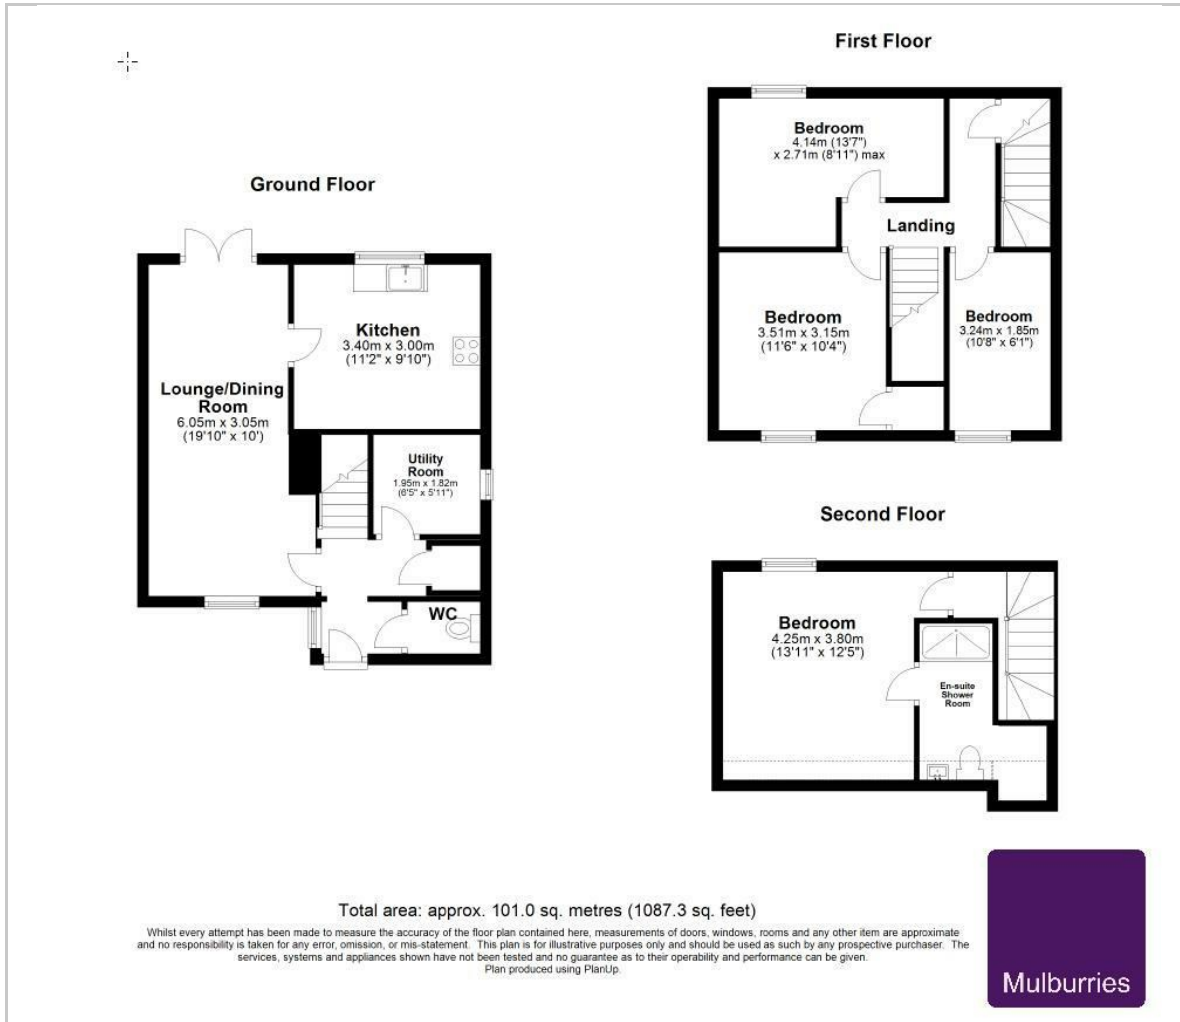 Ground Floor
Lounge/Dining
Room
6.05m x 3.05m
(19'10" x 10')
Kitchen
3.40m x 3.00m
(11'2" x 9'10")
Utility
Room
1.95m x 1.82m
(6'5" x 5'11")
WC
First Floor
Bedroom
4.14m (13'7")
x 2.71m (8'11") max
Landing
Bedroom
3.51m x 3.15m
(11'6" x 10'4")
Bedroom
3.24m x 1.85m
(10'8" x 6'1")
Second Floor
Bedroom
4.25m x 3.80m
(13'11" x 12'5")
En-suite
Shower
Room
Total area: approx. 101.0 sq. metres (1087.3 sq. feet)
Whilst every attempt has been made to measure the accuracy of the floor plan contained here, measurements of doors, windows, rooms and any other item are approximate
and no responsibility is taken for any error, omission, or mis-statement. This plan is for illustrative purposes only and should be used as such by any prospective purchaser. The
services, systems and appliances shown have not been tested and no guarantee as to their operability and performance can be given.
Plan produced using PlanUp.
Mulburries